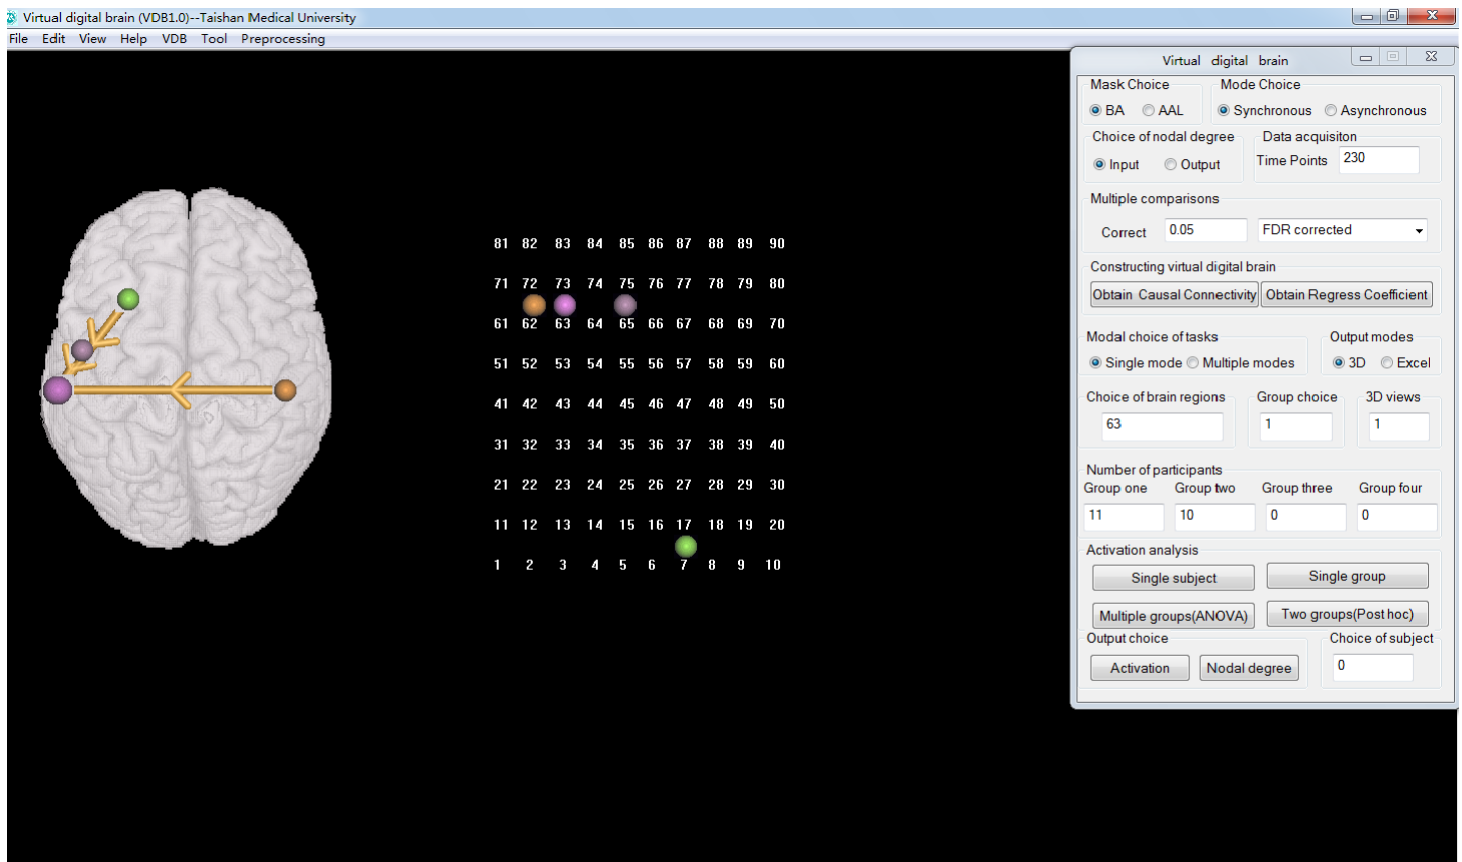 Virtual digital brain (VDB1.0)--Taishan Medical University
File Edit View Help VDB Tool Preprocessing
81 82 83 84 85 86 87 88 89 90
71 72 73 74 75 76 77 78 79 80
61 62 63 64 65 66 67 68 69 70
51 52 53 54 55 56 57 58 59 60
41 42 43 44 45 46 47 48 49 50
31 32 33 34 35 36 37 38 39 40
21 22 23 24 25 26 27 28 29 30
11 12 13 14 15 16 17 18 19 20
1 2 3 4 5 6 7 8 9 10
Virtual digital brain
Mask Choice Mode Choice
BA AAL Synchronous Asynchronous
Choice of nodal degree Data acquisiton
Input Output Time Points 230
Multiple comparisons
Correct 0.05 FDR corrected
Constructing virtual digital brain
Obtain Causal Connectivity Obtain Regress Coefficient
Modal choice of tasks Output modes
Single mode Multiple modes 3D Excel
Choice of brain regions Group choice 3D views
63 1 1
Number of participants
Group one Group two Group three Group four
11 10 0 0
Activation analysis
Single subject Single group
Multiple groups(ANOVA) Two groups(Post hoc)
Output choice Choice of subject
Activation Nodal degree 0